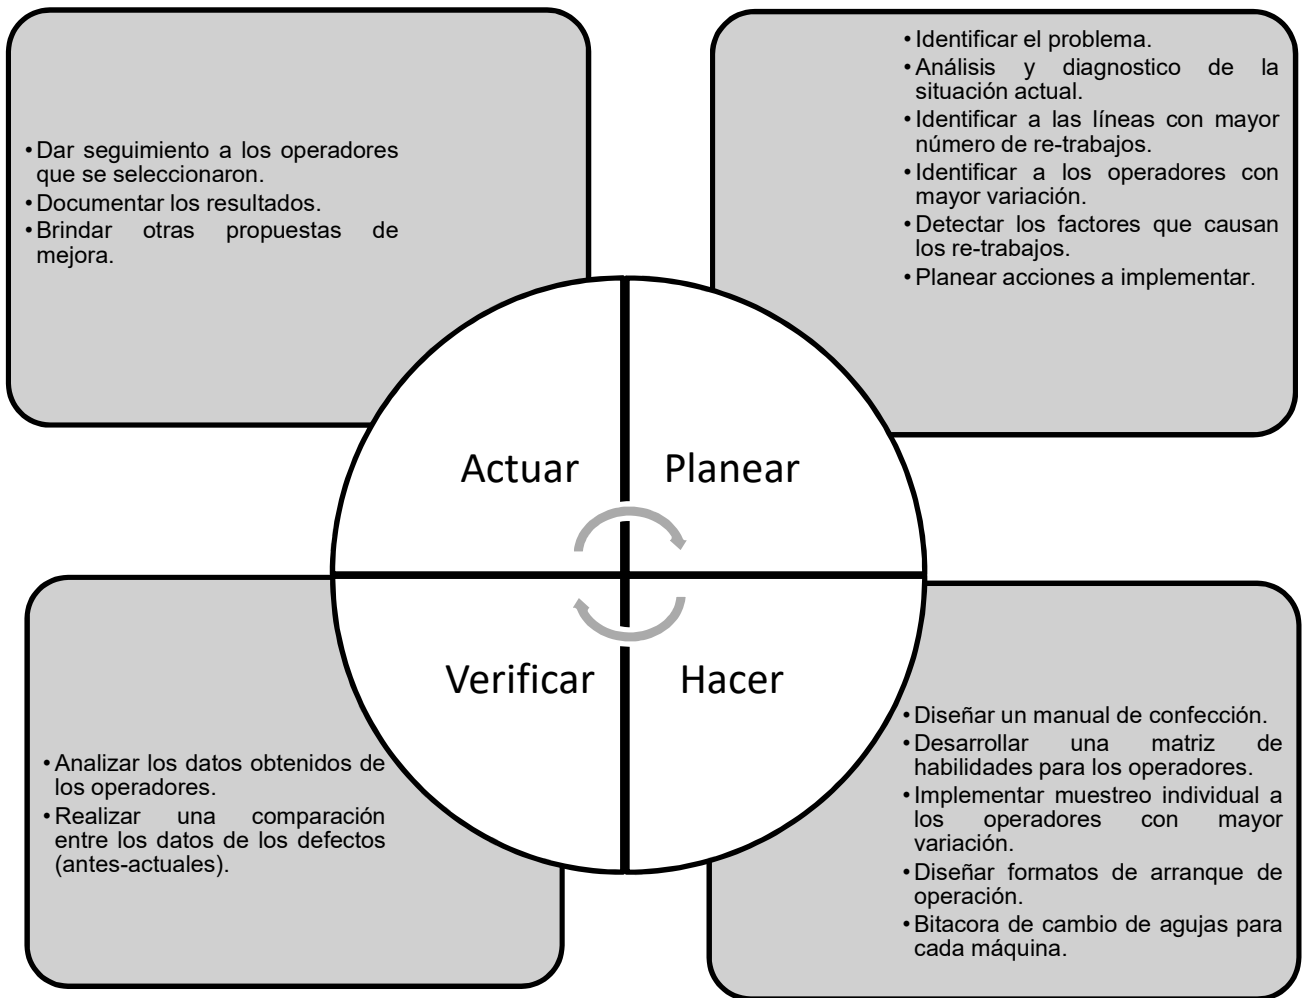 • Dar seguimiento a los operadores
que se seleccionaron.
• Documentar los resultados.
• Brindar otras propuestas de
mejora.
• Identificar el problema.
• Análisis y diagnostico de la
situación actual.
• Identificar a las líneas con mayor
número de re-trabajos.
• Identificar a los operadores con
mayor variación.
• Detectar los factores que causan
los re-trabajos.
• Planear acciones a implementar.
Actuar
Planear
Verificar
Hacer
• Analizar los datos obtenidos de
los operadores.
• Realizar una comparación
entre los datos de los defectos
(antes-actuales).
• Diseñar un manual de confección.
• Desarrollar una matriz de
habilidades para los operadores.
• Implementar muestreo individual a
los operadores con mayor
variación.
• Diseñar formatos de arranque de
operación.
• Bitacora de cambio de agujas para
cada máquina.